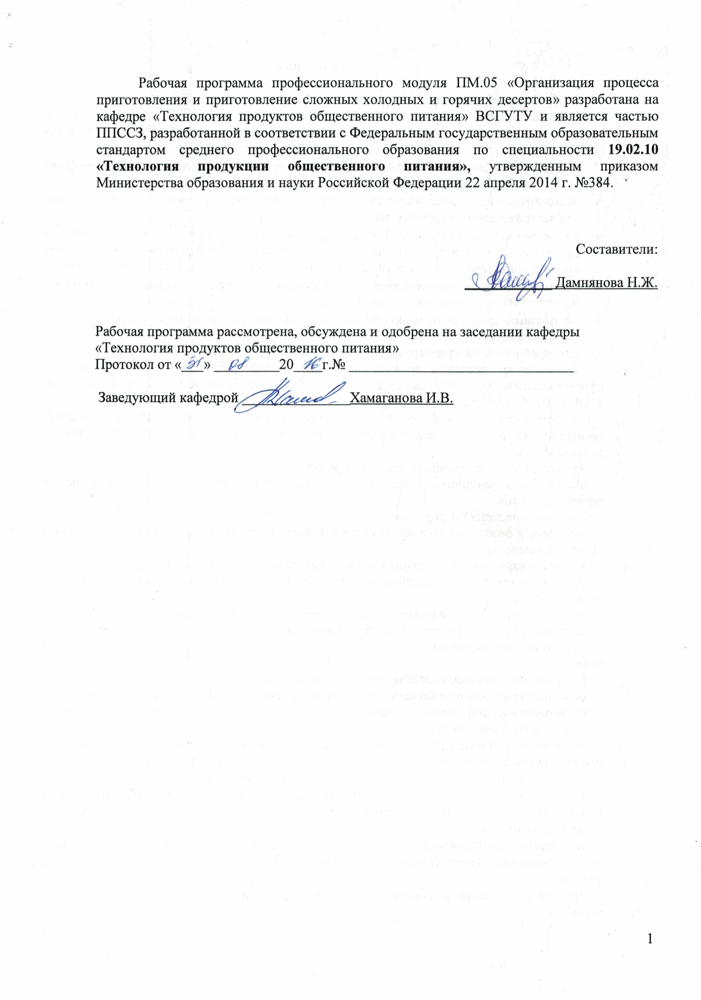 Рабочая программа профессионального модуля ПМ.05 «Организация процесса
приготовления и приготовление сложных холодных и горячих десертов» разработана на
кафедре «Технология продуктов общественного питания» ВСГУТУ и является частью
ППССЗ, разработанной в соответствии с Федеральным государственным образовательным
стандартом среднего профессионального образования по специальности 19.02.10
«Технология продукции общественного питания», утвержденным приказом
Министерства образования и науки Российской Федерации 22 апреля 2014 г. №384.
Составители:
Дамнянова Н.Ж.
Рабочая программа рассмотрена, обсуждена и одобрена на заседании кафедры
«Технология продуктов общественного питания»
Протокол от «31» 08 2016г.№
Заведующий кафедрой Хамаганова И.В.
1